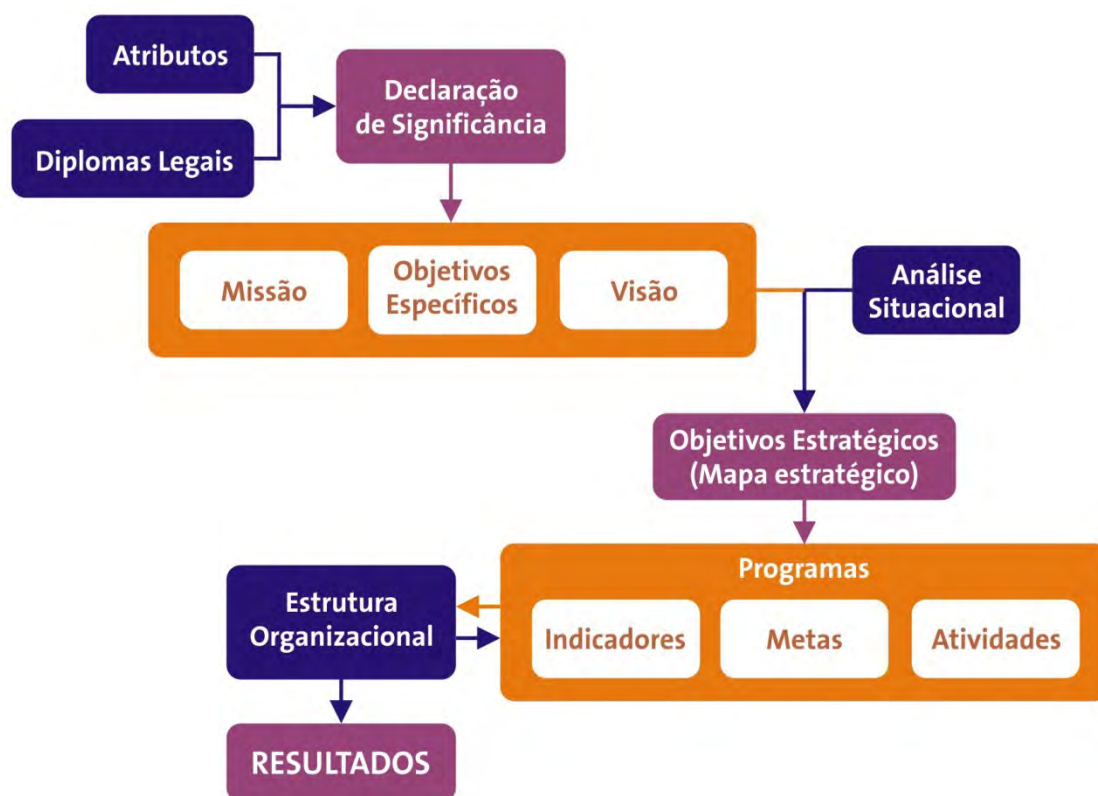 Atributos
Diplomas Legais
Declaração
de Significância
Missão
Objetivos
Específicos
Visão
Análise
Situacional
Objetivos Estratégicos
(Mapa estratégico)
Programas
Indicadores
Metas
Atividades
Estrutura
Organizacional
RESULTADOS